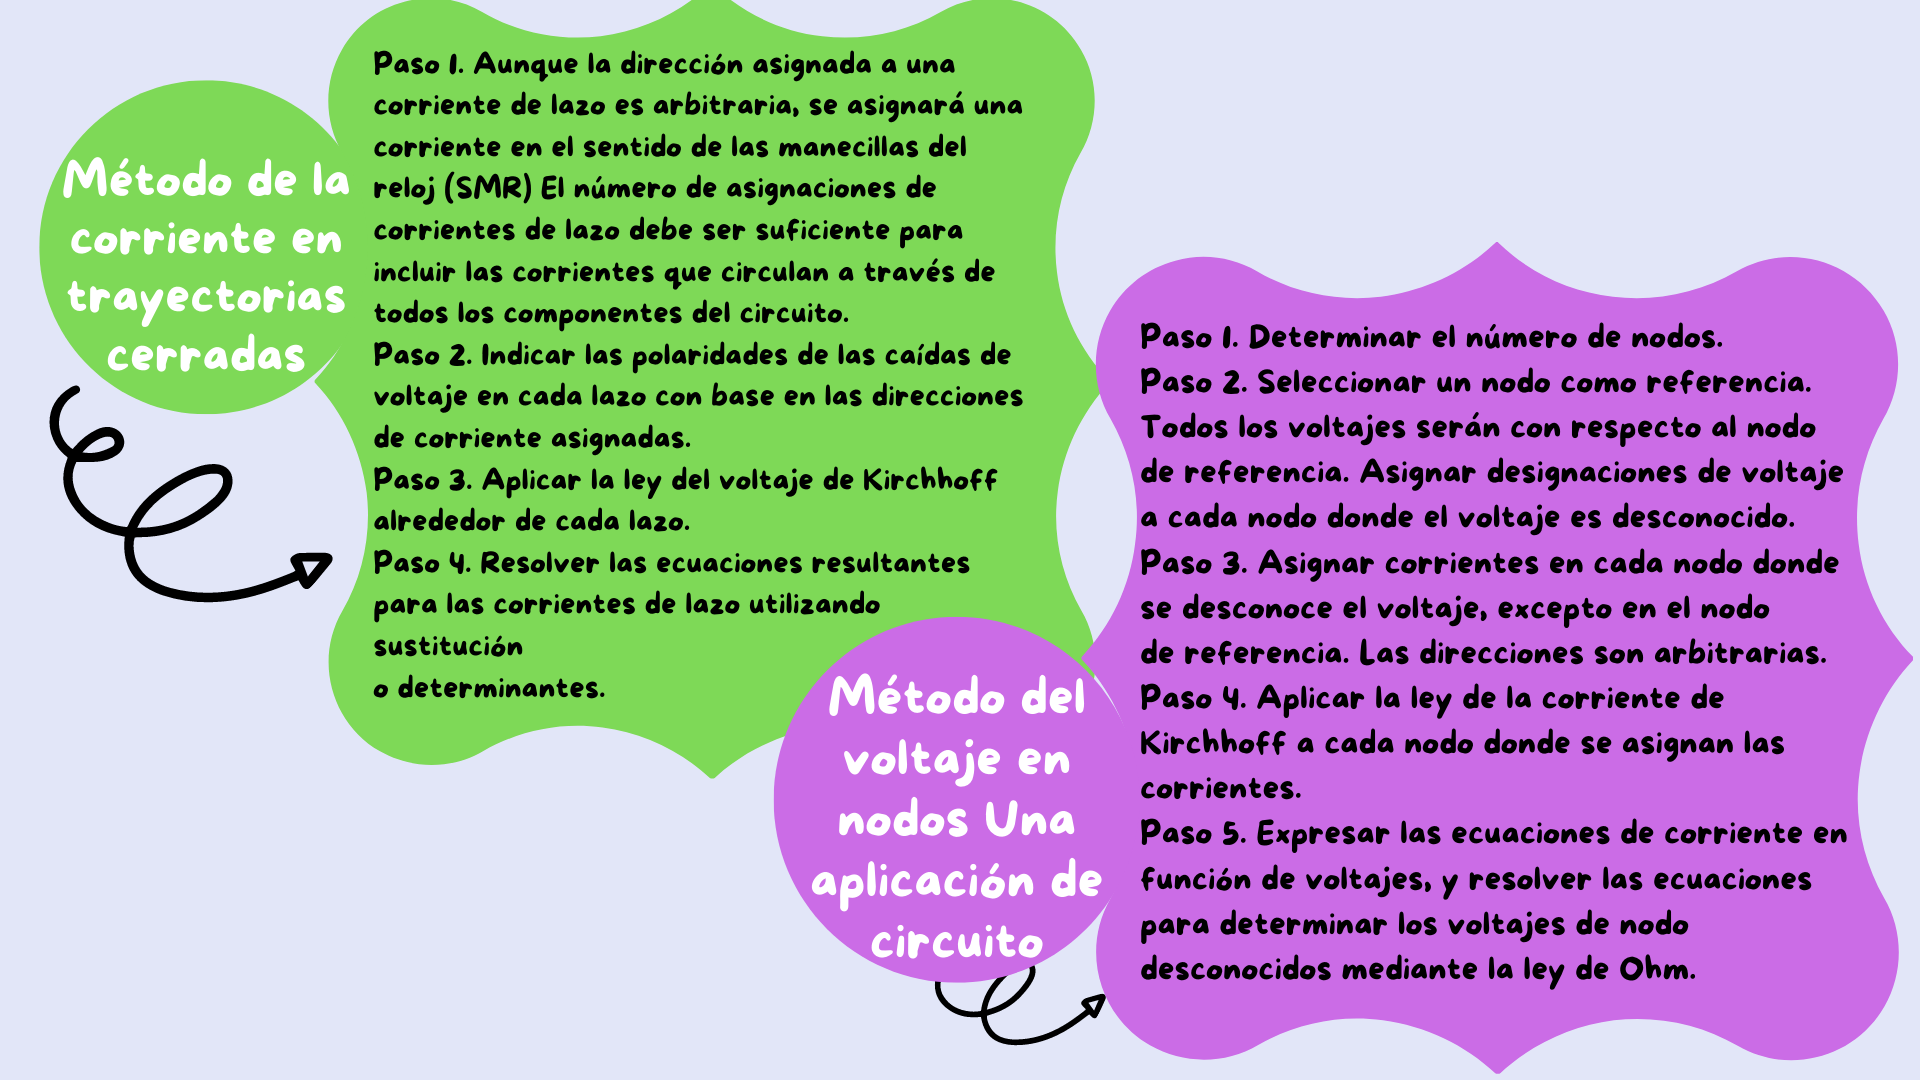 Método de la
corriente en
trayectorias
cerradas
Paso 1. Aunque la dirección asignada a una
corriente de lazo es arbitraria, se asignará una
corriente en el sentido de las manecillas del
reloj (SMR) El número de asignaciones de
corrientes de lazo debe ser suficiente para
incluir las corrientes que circulan a través de
todos los componentes del circuito.
Paso 2. Indicar las polaridades de las caídas de
voltaje en cada lazo con base en las direcciones
de corriente asignadas.
Paso 3. Aplicar la ley del voltaje de Kirchhoff
alrededor de cada lazo.
Paso 4. Resolver las ecuaciones resultantes
para las corrientes de lazo utilizando
sustitución
o determinantes.
Método del
voltaje en
nodos Una
aplicación de
circuito
Paso 1. Determinar el número de nodos.
Paso 2. Seleccionar un nodo como referencia.
Todos los voltajes serán con respecto al nodo
de referencia. Asignar designaciones de voltaje
a cada nodo donde el voltaje es desconocido.
Paso 3. Asignar corrientes en cada nodo donde
se desconoce el voltaje, excepto en el nodo
de referencia. Las direcciones son arbitrarias.
Paso 4. Aplicar la ley de la corriente de
Kirchhoff a cada nodo donde se asignan las
corrientes.
Paso 5. Expresar las ecuaciones de corriente en
función de voltajes, y resolver las ecuaciones
para determinar los voltajes de nodo
desconocidos mediante la ley de Ohm.